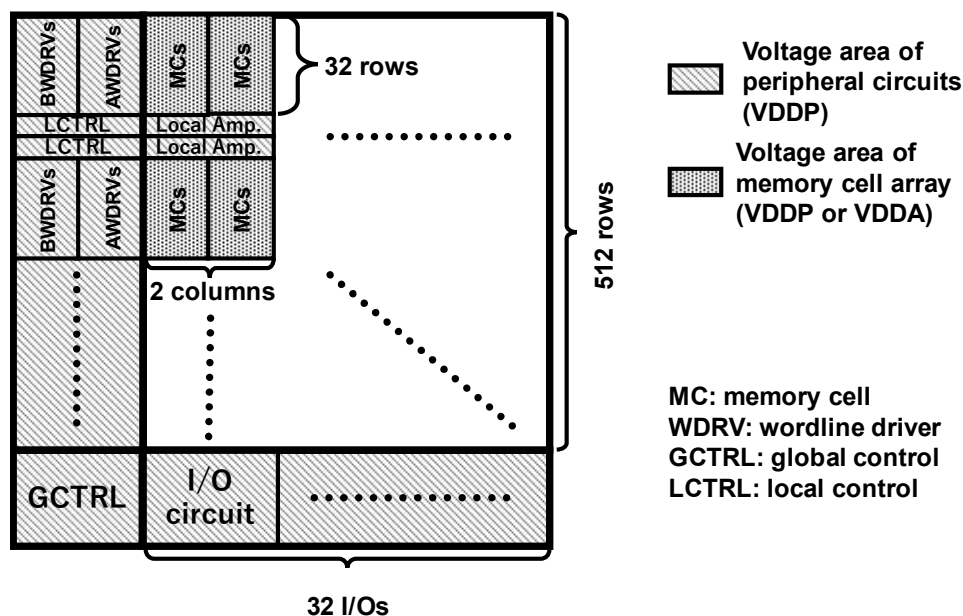 BWDRVs
AWDRVs
MCs
MCs
32 rows
LCTRL
Local Amp.
LCTRL
Local Amp.
BWDRVs
AWDRVs
MCs
MCs
2 columns
512 rows
GCTRL
I/O
circuit
32 I/Os
Voltage area of
peripheral circuits
(VDDP)
Voltage area of
memory cell array
(VDDP or VDDA)
MC: memory cell
WDRV: wordline driver
GCTRL: global control
LCTRL: local control